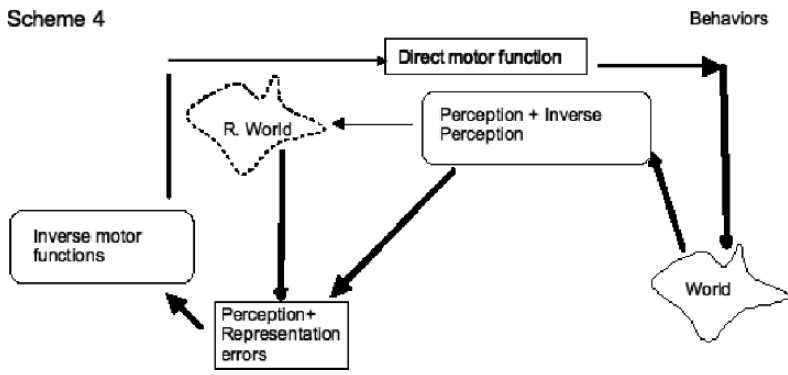 Scheme 4
Behaviors
Direct motor function
R. World
Perception + Inverse
Perception
Inverse motor
functions
World
Perception+
Representation
errors